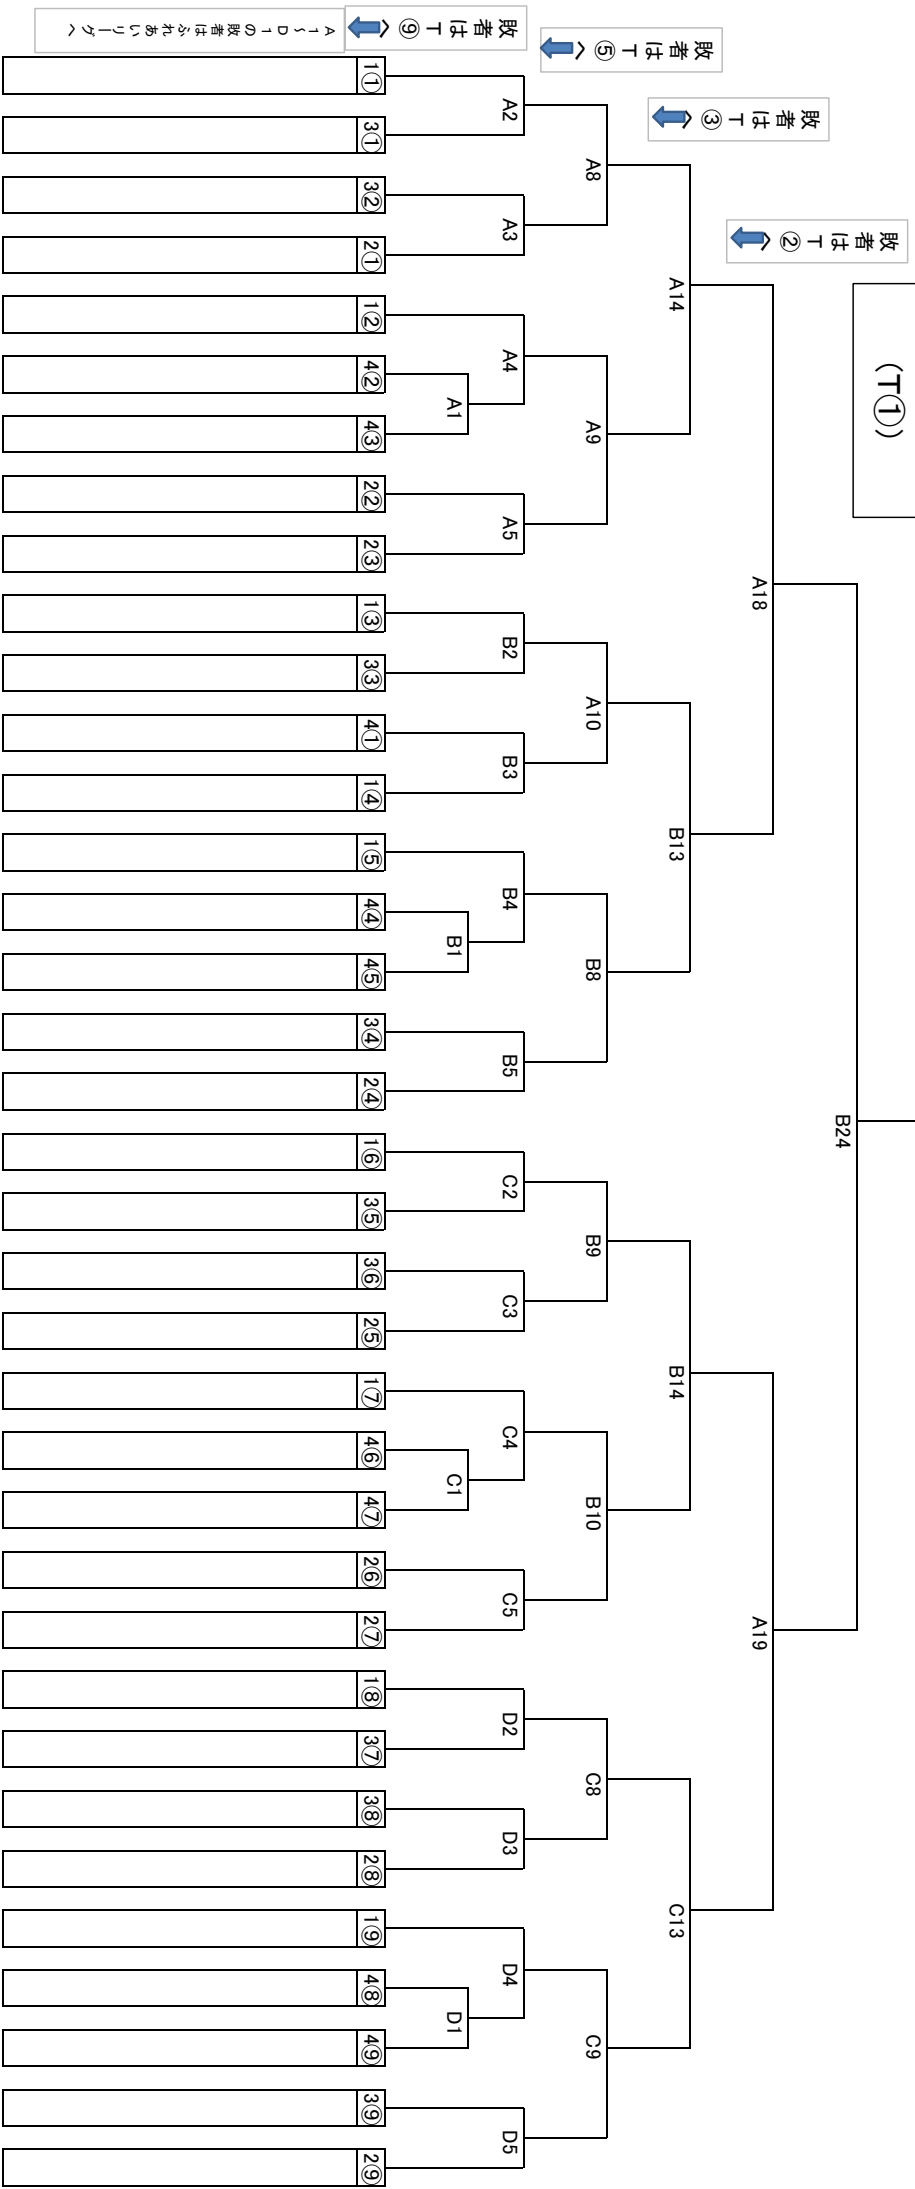 (T①)
敗者はT②へ
敗者はT③へ
敗者はT⑤へ
敗者はT⑨へ
A1～D1の敗者はふれあいリーグへ
B24
A18
A19
A14
B13
B14
C13
A8
A9
A10
B8
B9
B10
C8
C9
A2
A3
A4
A5
B2
B3
B4
B5
C2
C3
C4
C5
D2
D3
D4
D5
A1
B1
C1
D1
1①
3①
3②
2①
1②
4②
4③
2②
2③
1③
3③
4①
1④
1⑤
4④
4⑤
3④
2④
1⑥
3⑤
3⑥
2⑤
1⑦
4⑥
4⑦
2⑥
2⑦
1⑧
3⑦
3⑧
2⑧
1⑨
4⑧
4⑨
3⑨
2⑨